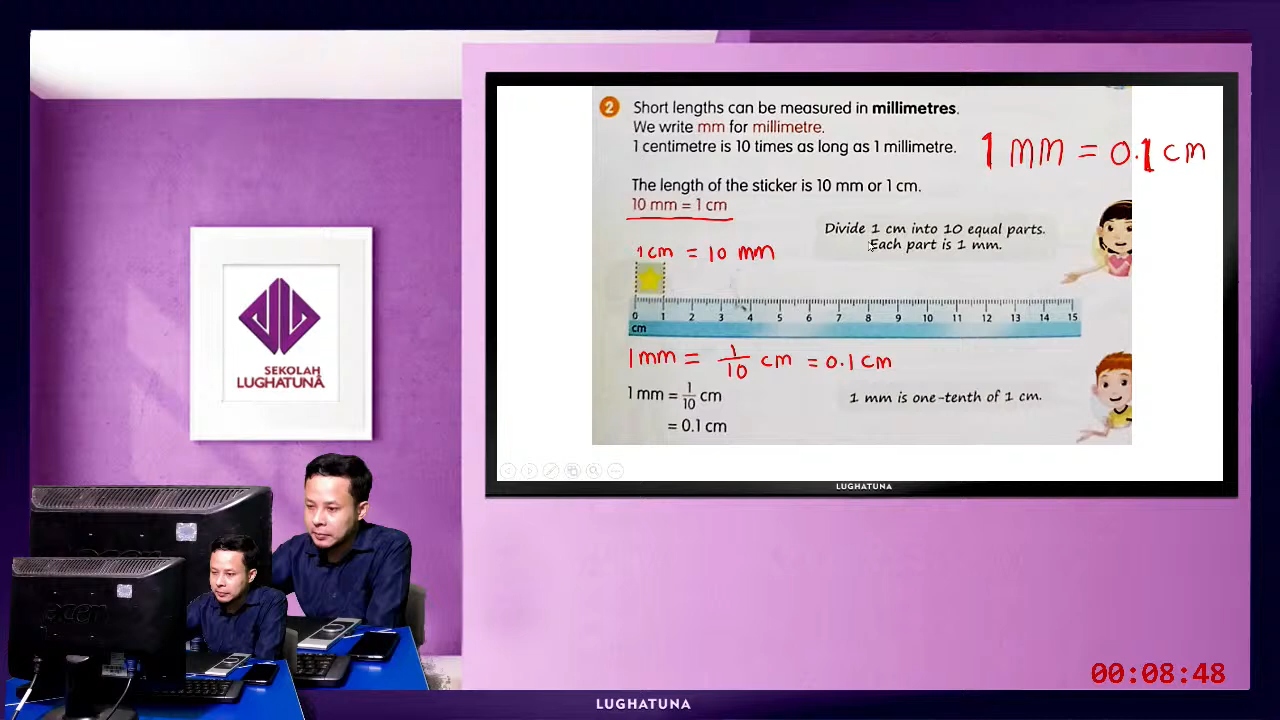 2 Short lengths can be measured in millimetres.
We write mm for millimetre.
1 centimetre is 10 times as long as 1 millimetre.
1 mm = 0.1 cm
The length of the sticker is 10 mm or 1 cm.
10 mm = 1 cm
Divide 1 cm into 10 equal parts.
Each part is 1 mm.
1 cm = 10 mm
0 1 2 3 4 5 6 7 8 9 10 11 12 13 14 15
cm
1 mm = 1/10 cm = 0.1 cm
1 mm = 1/10 cm
= 0.1 cm
1 mm is one-tenth of 1 cm.
LUGHATUNA
SEKOLAH
LUGHATUNA
acer
00:08:48
LUGHATUNA